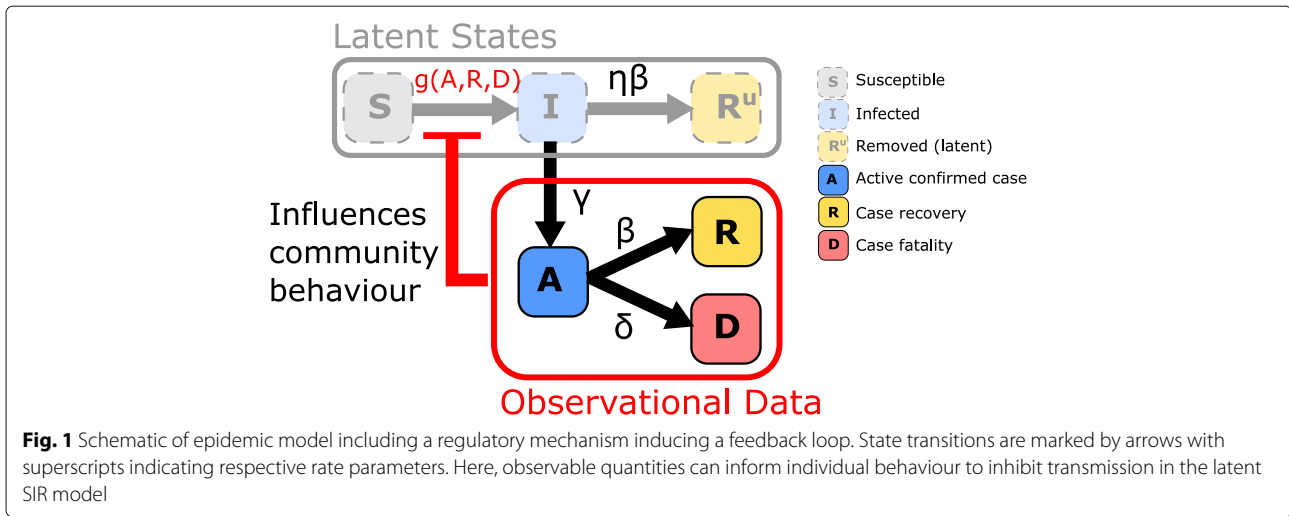 Latent States
g(A,R,D)
ηβ
S
I
Rᵘ
γ
Influences
community
behaviour
A
β
δ
R
D
Observational Data
S Susceptible
I Infected
Rᵘ Removed (latent)
A Active confirmed case
R Case recovery
D Case fatality
Fig. 1 Schematic of epidemic model including a regulatory mechanism inducing a feedback loop. State transitions are marked by arrows with
superscripts indicating respective rate parameters. Here, observable quantities can inform individual behaviour to inhibit transmission in the latent
SIR model